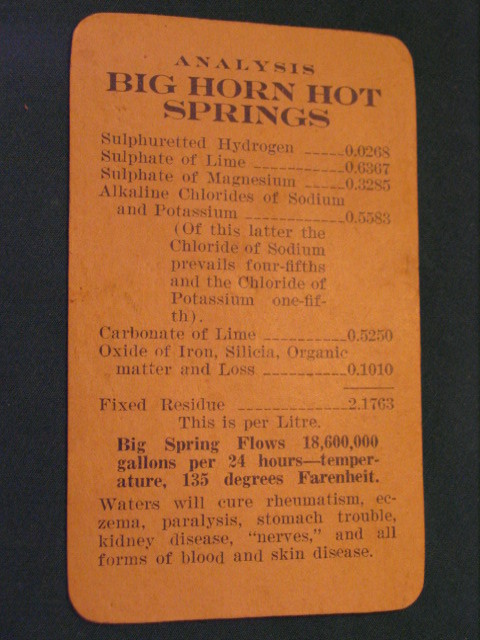 ANALYSIS
BIG HORN HOT
SPRINGS
Sulphuretted Hydrogen _____0.0268
Sulphate of Lime ___________0.6367
Sulphate of Magnesium _____0.3285
Alkaline Chlorides of Sodium
and Potassium _____________0.5583
(Of this latter the
Chloride of Sodium
prevails four-fifths
and the Chloride of
Potassium one-fif-
th).
Carbonate of Lime __________0.5250
Oxide of Iron, Silicia, Organic
matter and Loss ____________0.1010
Fixed Residue ______________2.1763
This is per Litre.
Big Spring Flows 18,600,000
gallons per 24 hours—temper-
ature, 135 degrees Farenheit.
Waters will cure rheumatism, ec-
zema, paralysis, stomach trouble,
kidney disease, "nerves," and all
forms of blood and skin disease.